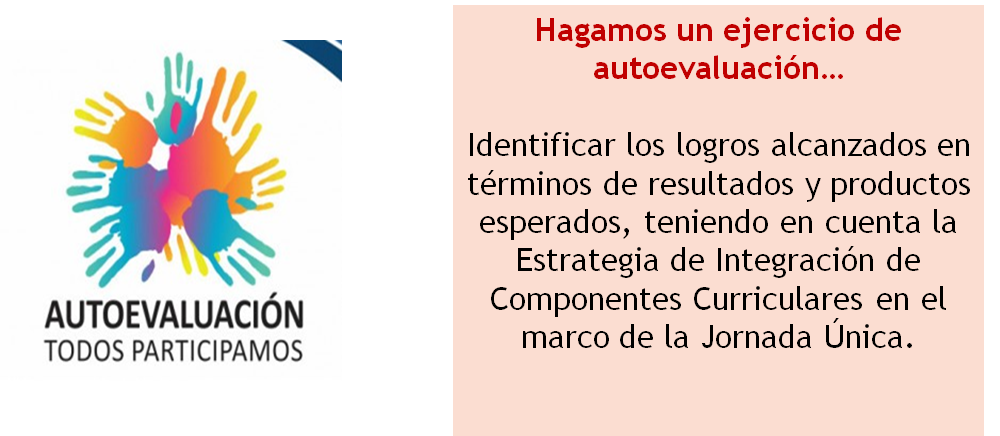 AUTOEVALUACIÓN
TODOS PARTICIPAMOS
Hagamos un ejercicio de
autoevaluación…
Identificar los logros alcanzados en
términos de resultados y productos
esperados, teniendo en cuenta la
Estrategia de Integración de
Componentes Curriculares en el
marco de la Jornada Única.